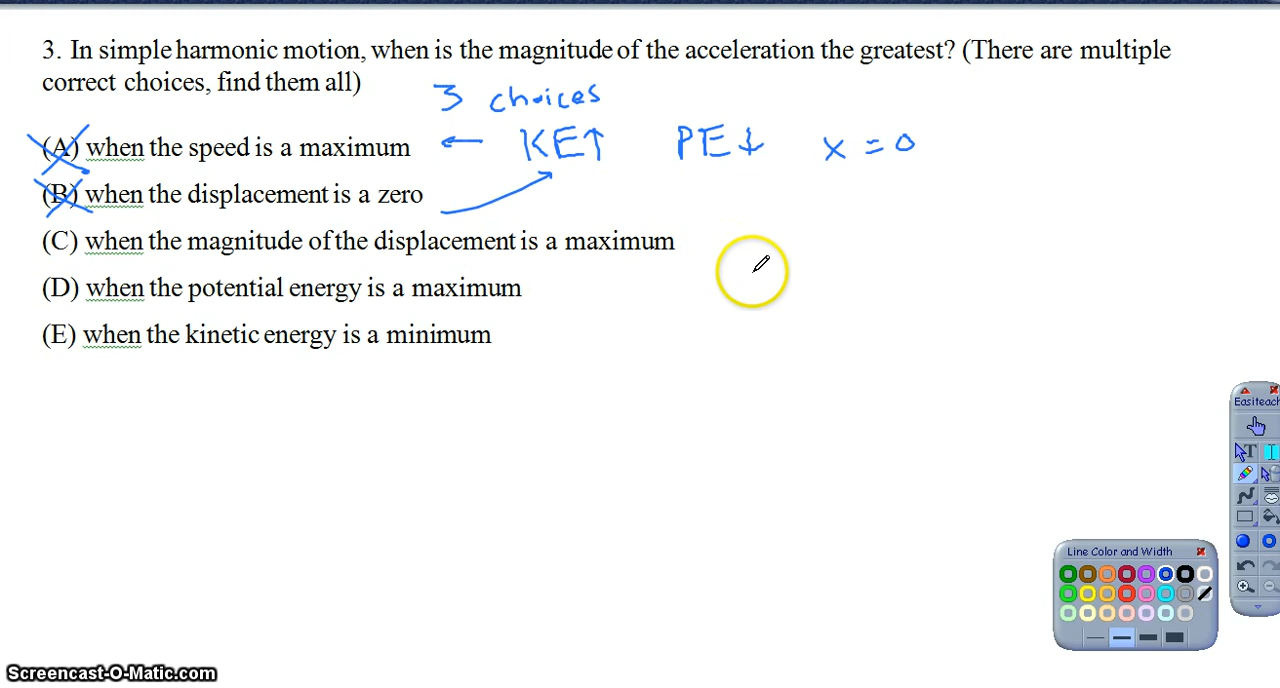 3. In simple harmonic motion, when is the magnitude of the acceleration the greatest? (There are multiple
correct choices, find them all)
3 choices
(A) when the speed is a maximum ← KE↑ PE↓ x = 0
(B) when the displacement is a zero
(C) when the magnitude of the displacement is a maximum
(D) when the potential energy is a maximum
(E) when the kinetic energy is a minimum
Easiteach
T
Line Color and Width
Screencast-O-Matic.com